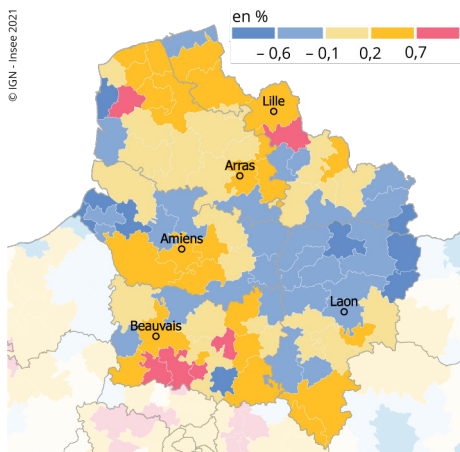 © IGN - Insee 2021
en %
– 0,6 – 0,1 0,2 0,7
Lille
Arras
Amiens
Laon
Beauvais